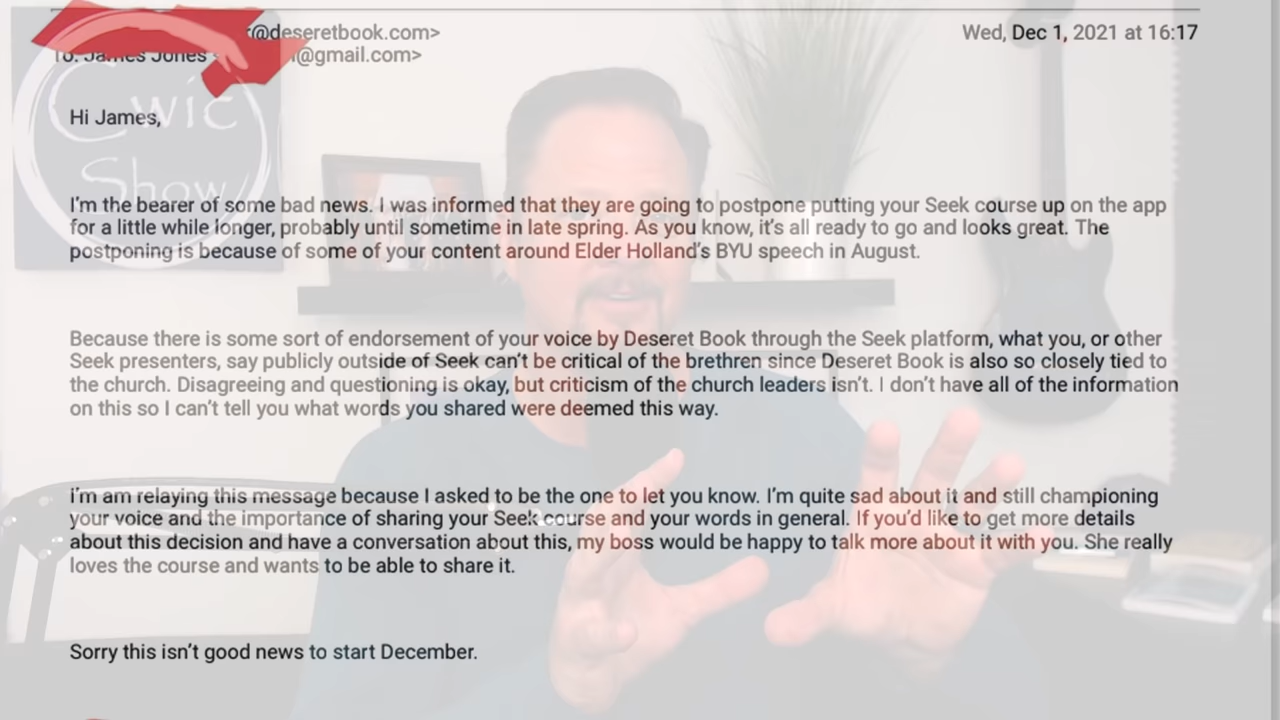 @deseretbook.com>
Wed, Dec 1, 2021 at 16:17
To: James Jones
@gmail.com>
Cwic
Show
Hi James,
I'm the bearer of some bad news. I was informed that they are going to postpone putting your Seek course up on the app
for a little while longer, probably until sometime in late spring. As you know, it's all ready to go and looks great. The
postponing is because of some of your content around Elder Holland's BYU speech in August.
Because there is some sort of endorsement of your voice by Deseret Book through the Seek platform, what you, or other
Seek presenters, say publicly outside of Seek can't be critical of the brethren since Deseret Book is also so closely tied to
the church. Disagreeing and questioning is okay, but criticism of the church leaders isn't. I don't have all of the information
on this so I can't tell you what words you shared were deemed this way.
I'm am relaying this message because I asked to be the one to let you know. I'm quite sad about it and still championing
your voice and the importance of sharing your Seek course and your words in general. If you'd like to get more details
about this decision and have a conversation about this, my boss would be happy to talk more about it with you. She really
loves the course and wants to be able to share it.
Sorry this isn't good news to start December.